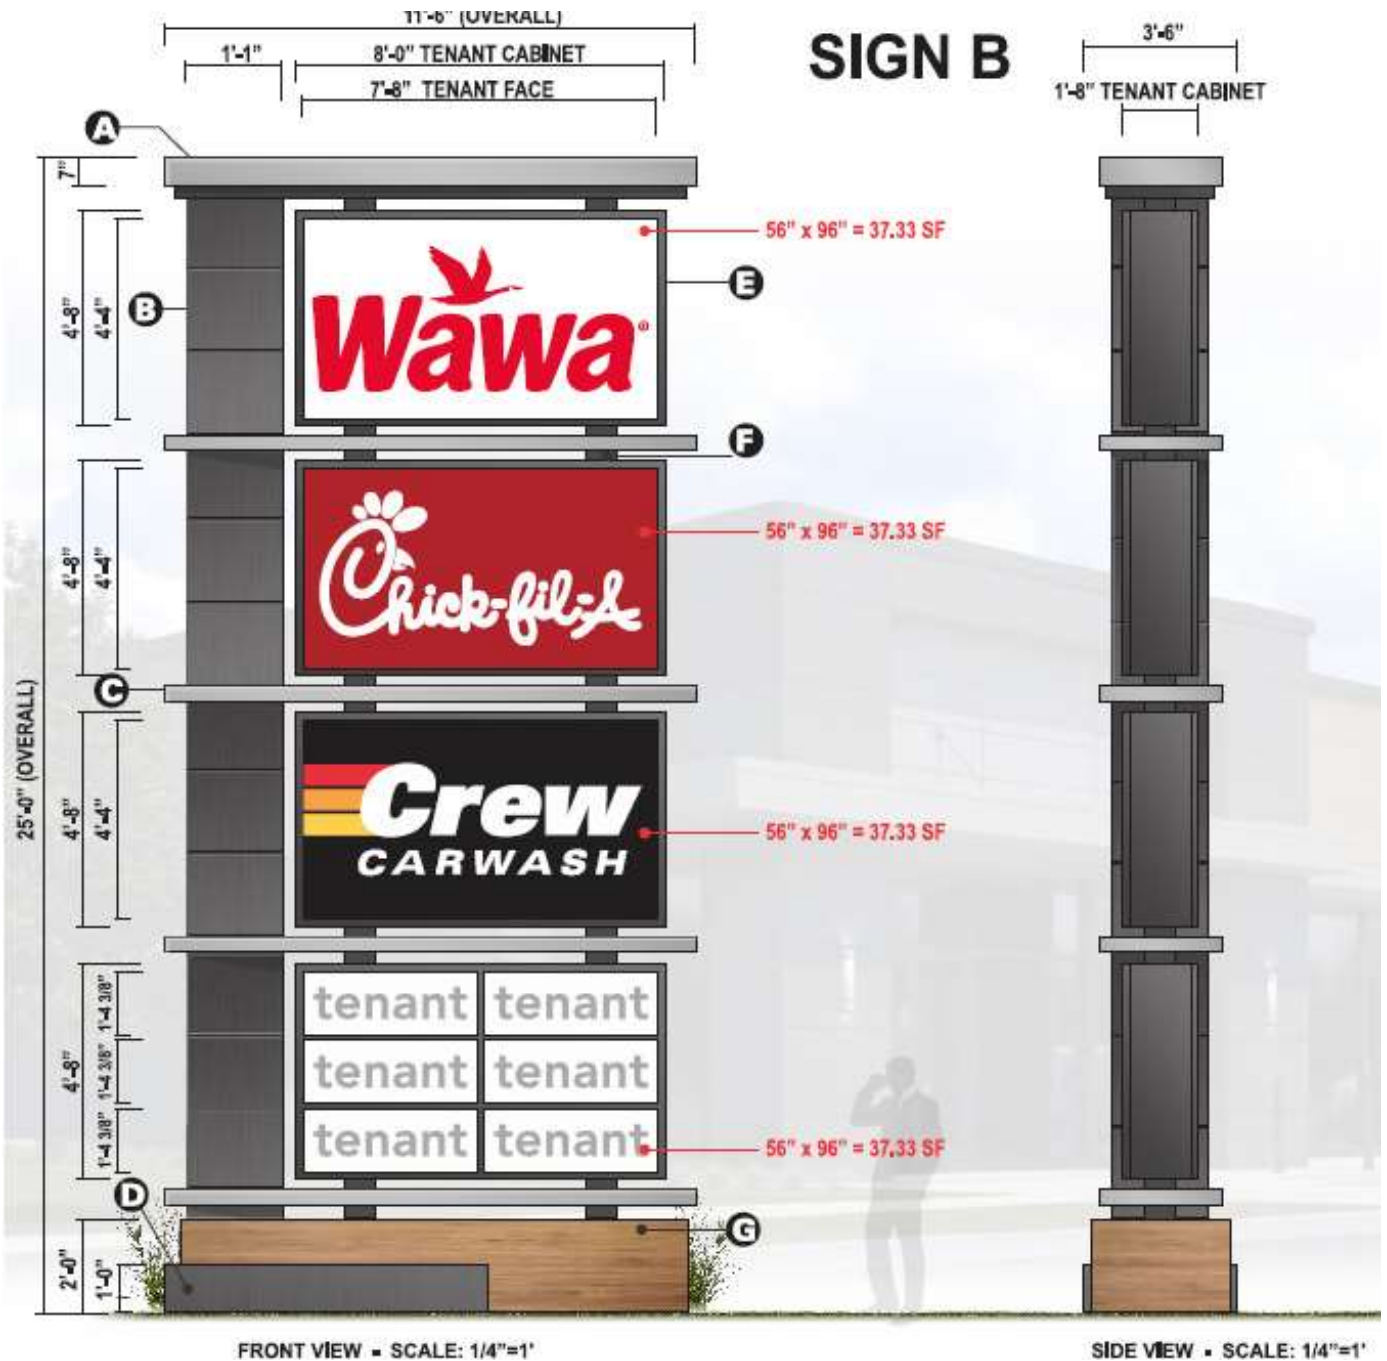 11'-6" (OVERALL)
SIGN B
3'-6"
1'-1"
8'-0" TENANT CABINET
7'-8" TENANT FACE
1'-8" TENANT CABINET
A
7"
56" x 96" = 37.33 SF
E
B
4'-8"
4'-4"
Wawa®
F
56" x 96" = 37.33 SF
4'-8"
4'-4"
Chick-fil-A
C
25'-0" (OVERALL)
4'-8"
4'-4"
Crew
CARWASH
56" x 96" = 37.33 SF
4'-8"
1'-4 3/8"
1'-4 3/8"
1'-4 3/8"
tenant tenant
tenant tenant
tenant tenant
56" x 96" = 37.33 SF
D
G
2'-0"
1'-0"
FRONT VIEW ▪ SCALE: 1/4"=1'
SIDE VIEW ▪ SCALE: 1/4"=1'